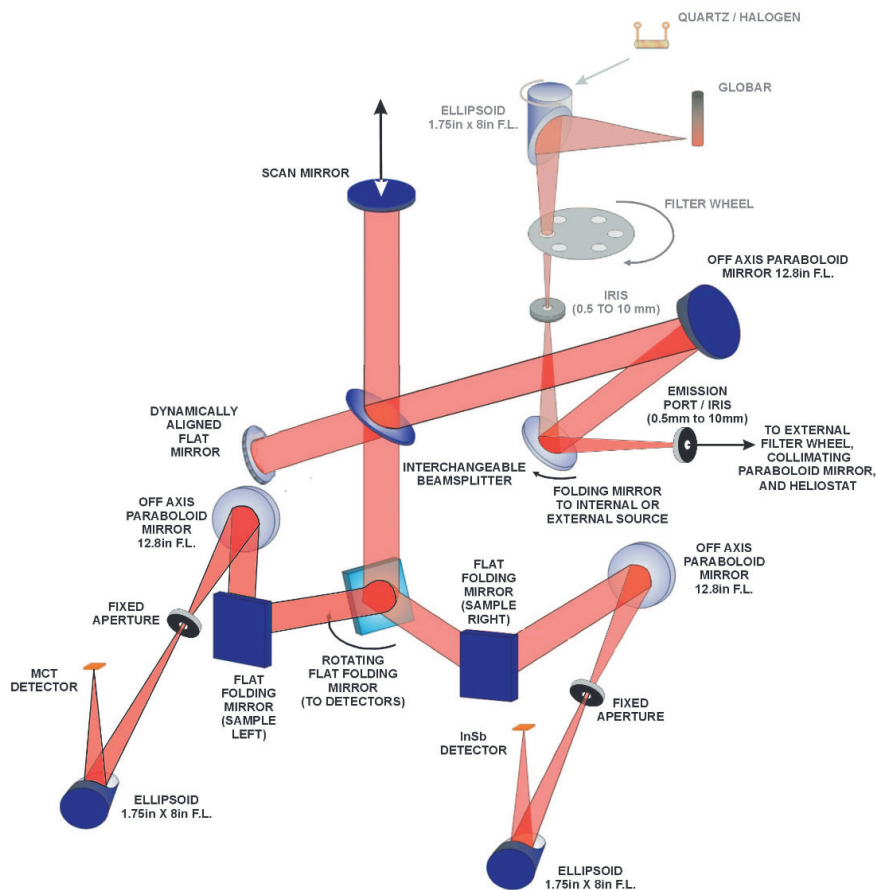 QUARTZ / HALOGEN
GLOBAR
ELLIPSOID
1.75in x 8in F.L.
SCAN MIRROR
FILTER WHEEL
OFF AXIS PARABOLOID
MIRROR 12.8in F.L.
IRIS
(0.5 TO 10 mm)
EMISSION
PORT / IRIS
(0.5mm to 10mm)
DYNAMICALLY
ALIGNED
FLAT
MIRROR
TO EXTERNAL
FILTER WHEEL,
COLLIMATING
PARABOLOID MIRROR,
AND HELIOSTAT
INTERCHANGEABLE
BEAMSPLITTER
FOLDING MIRROR
TO INTERNAL OR
EXTERNAL SOURCE
OFF AXIS
PARABOLOID
MIRROR
12.8in F.L.
OFF AXIS
PARABOLOID
MIRROR
12.8in F.L.
FLAT
FOLDING
MIRROR
(SAMPLE
RIGHT)
FIXED
APERTURE
MCT
DETECTOR
FLAT
FOLDING
MIRROR
(SAMPLE
LEFT)
ROTATING
FLAT FOLDING
MIRROR
(TO DETECTORS)
FIXED
APERTURE
InSb
DETECTOR
ELLIPSOID
1.75in X 8in F.L.
ELLIPSOID
1.75in X 8in F.L.